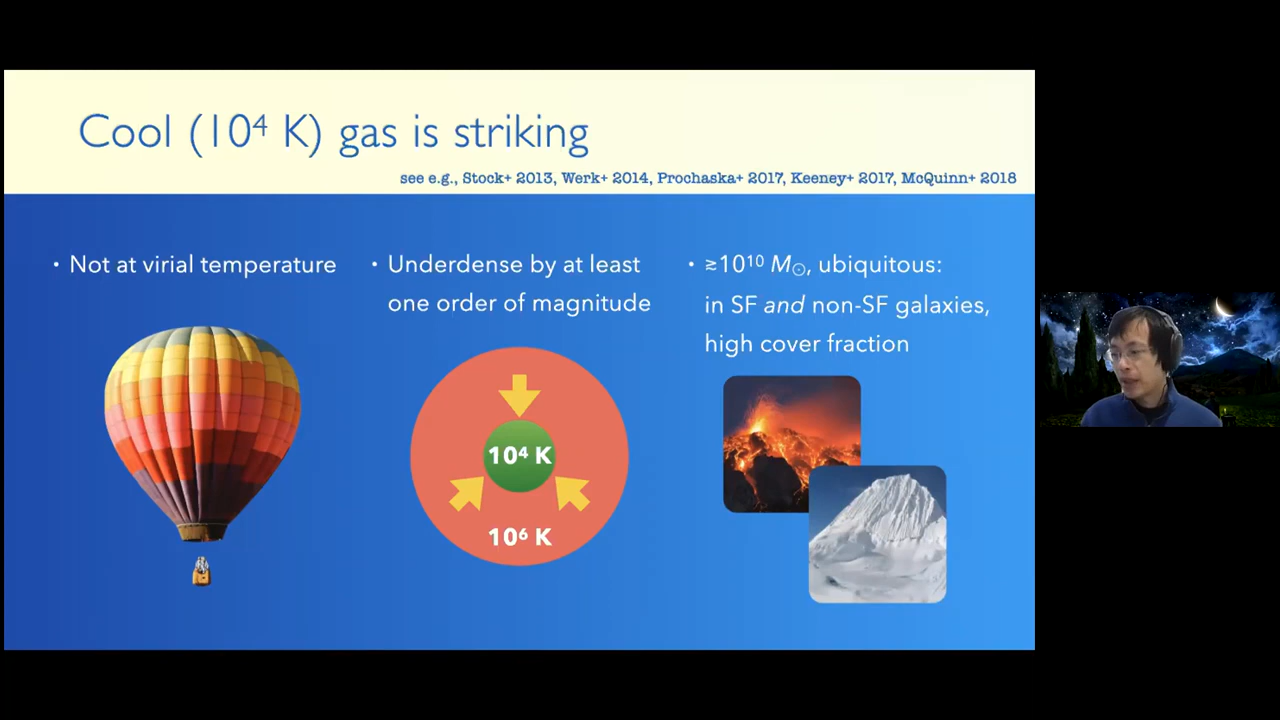 Cool (10⁴ K) gas is striking
see e.g., Stock+ 2013, Werk+ 2014, Prochaska+ 2017, Keeney+ 2017, McQuinn+ 2018
• Not at virial temperature
• Underdense by at least
one order of magnitude
10⁴ K
10⁶ K
• ≳10¹⁰ M☉, ubiquitous:
in SF and non-SF galaxies,
high cover fraction